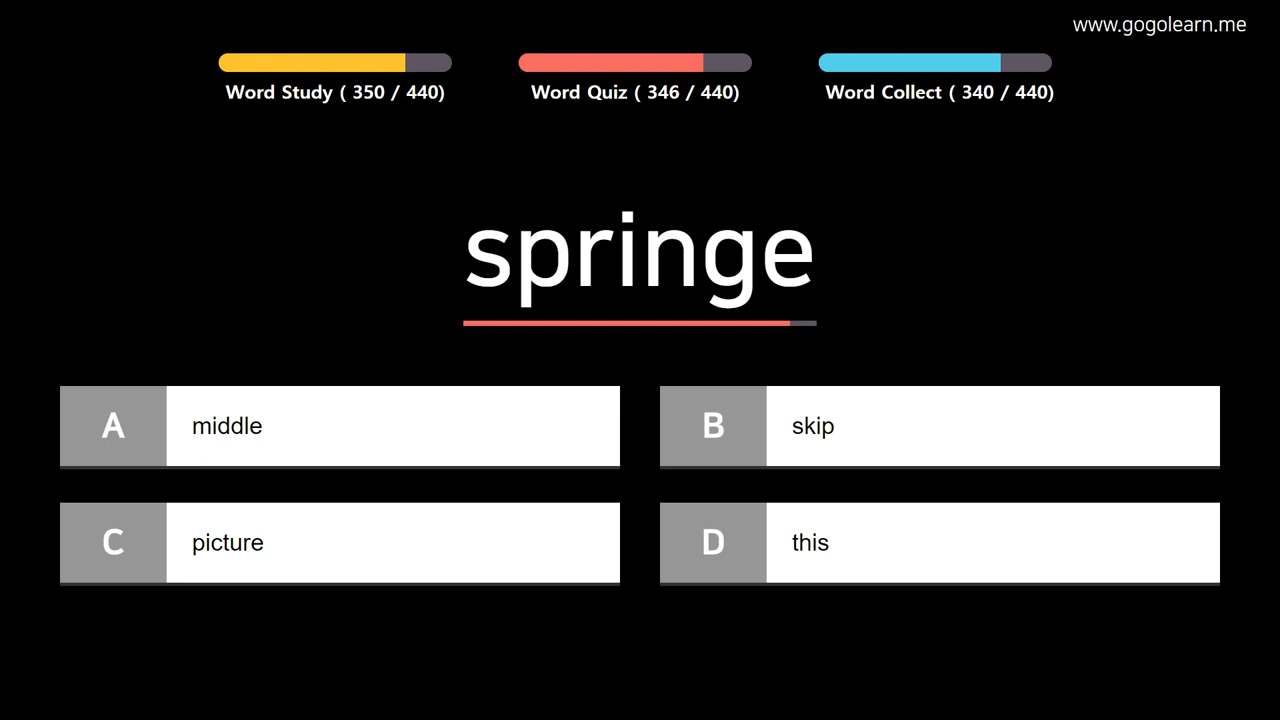 www.gogolearn.me
Word Study ( 350 / 440)
Word Quiz ( 346 / 440)
Word Collect ( 340 / 440)
springe
A middle
B skip
C picture
D this